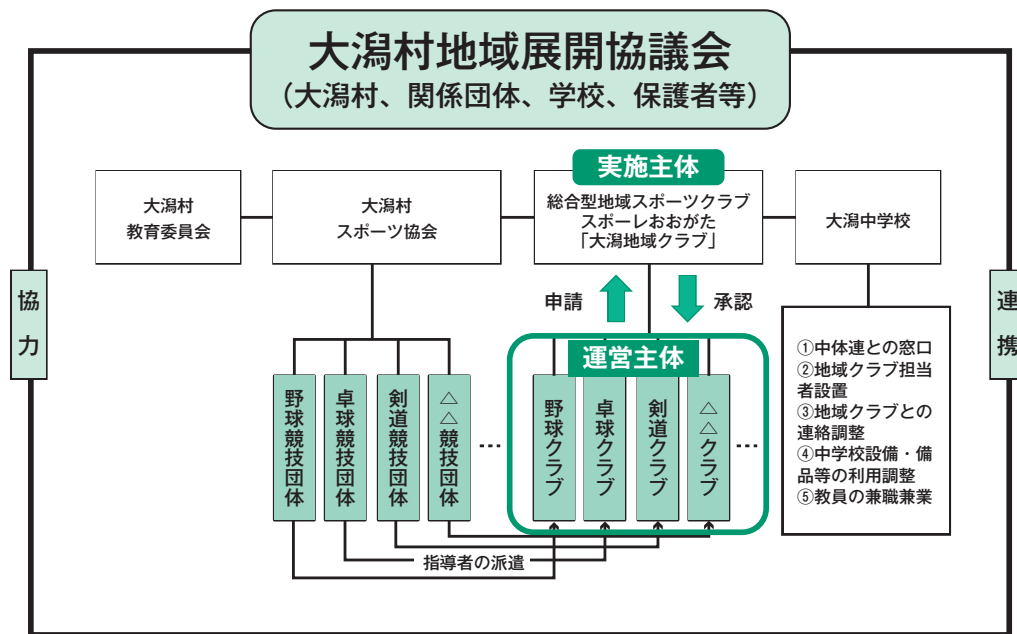 大潟村地域展開協議会
（大潟村、関係団体、学校、保護者等）
実施主体
大潟村
教育委員会
大潟村
スポーツ協会
総合型地域スポーツクラブ
スポーレおおがた
「大潟地域クラブ」
大潟中学校
協力
連携
申請
承認
運営主体
野球競技団体
卓球競技団体
剣道競技団体
△△競技団体
…
野球クラブ
卓球クラブ
剣道クラブ
△△クラブ
…
①中体連との窓口
②地域クラブ担当
者設置
③地域クラブとの
連絡調整
④中学校設備・備
品等の利用調整
⑤教員の兼職兼業
指導者の派遣